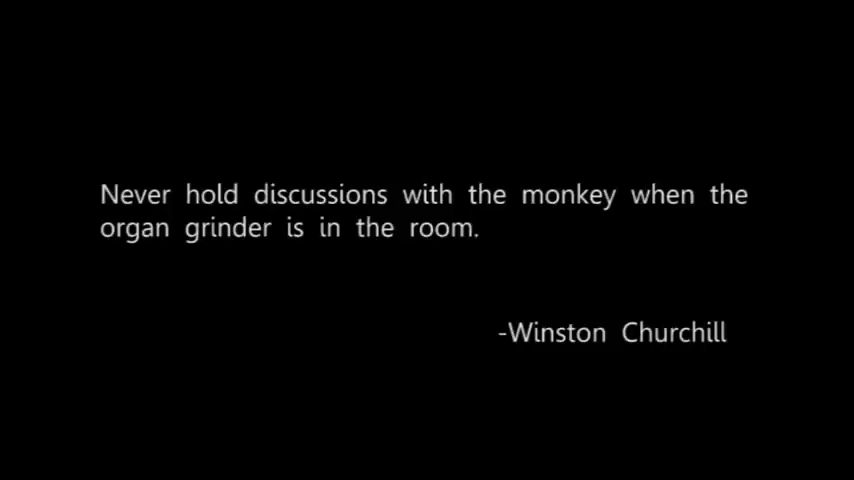 Never hold discussions with the monkey when the
organ grinder is in the room.
-Winston Churchill